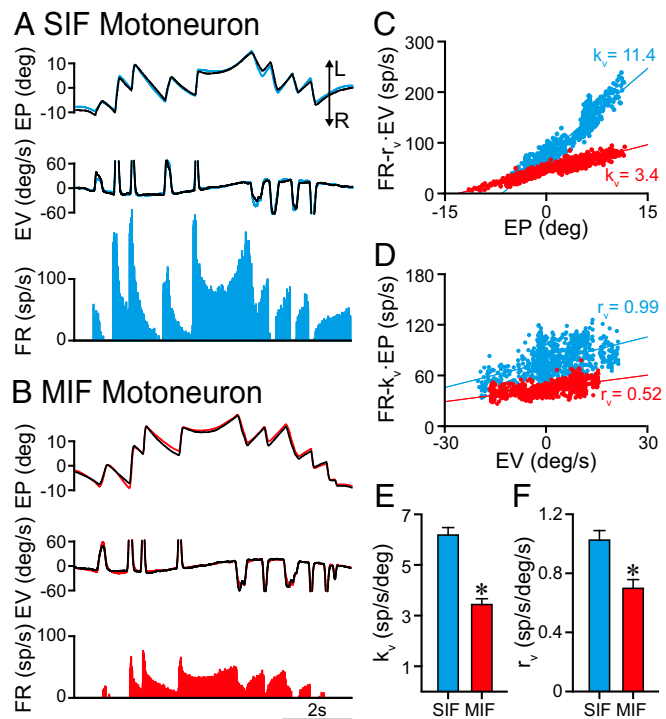 A SIF Motoneuron
EP (deg)
10
0
-10
L
R
EV (deg/s)
60
0
-60
FR (sp/s)
100
0
B MIF Motoneuron
EP (deg)
10
0
-10
EV (deg/s)
60
0
-60
FR (sp/s)
100
0
2s
C
FR-rv·EV (sp/s)
300
200
100
0
kv= 11.4
kv= 3.4
-15 0 15
EP (deg)
D
FR-kv·EP (sp/s)
180
120
60
0
rv= 0.99
rv= 0.52
-30 0 30
EV (deg/s)
E
kv (sp/s/deg)
7
5
3
1
*
SIF MIF
F
rv (sp/s/deg/s)
1.2
0.8
0.4
0
*
SIF MIF